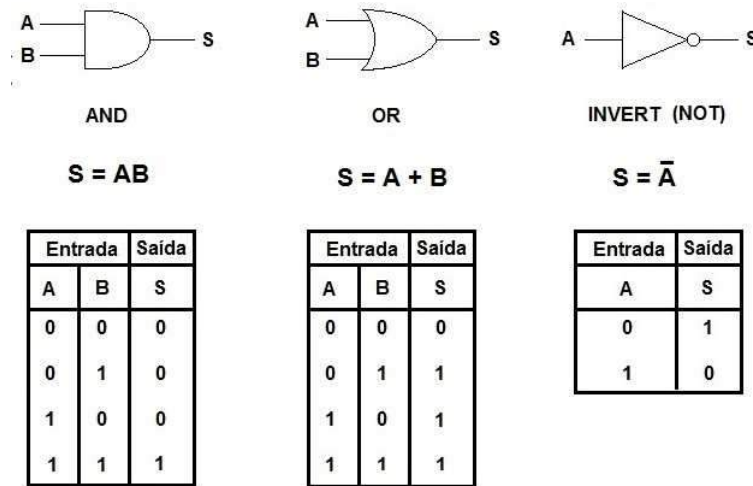 A
B
S
AND
S = AB
Entrada Saída
A B S
0 0 0
0 1 0
1 0 0
1 1 1
A
B
S
OR
S = A + B
Entrada Saída
A B S
0 0 0
0 1 1
1 0 1
1 1 1
A
S
INVERT (NOT)
S = A̅
Entrada Saída
A S
0 1
1 0